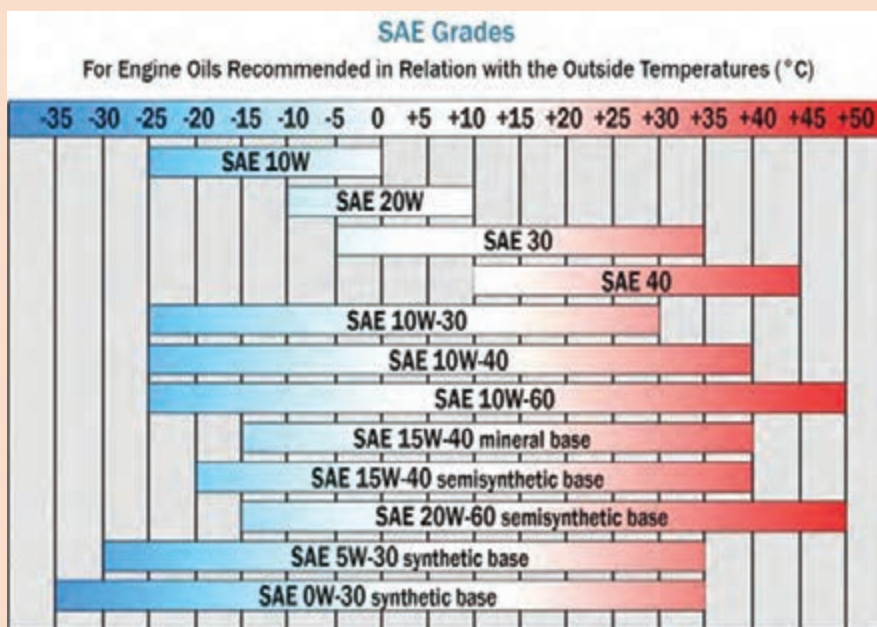 SAE Grades
For Engine Oils Recommended in Relation with the Outside Temperatures (°C)
-35 -30 -25 -20 -15 -10 -5 0 +5 +10 +15 +20 +25 +30 +35 +40 +45 +50
SAE 10W
SAE 20W
SAE 30
SAE 40
SAE 10W-30
SAE 10W-40
SAE 10W-60
SAE 15W-40 mineral base
SAE 15W-40 semisynthetic base
SAE 20W-60 semisynthetic base
SAE 5W-30 synthetic base
SAE 0W-30 synthetic base